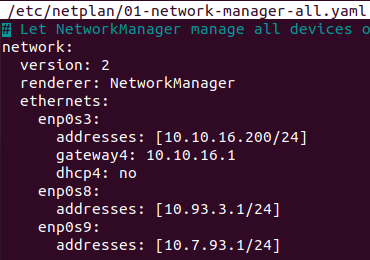 /etc/netplan/01-network-manager-all.yaml
# Let NetworkManager manage all devices o
network:
  version: 2
  renderer: NetworkManager
  ethernets:
    enp0s3:
      addresses: [10.10.16.200/24]
      gateway4: 10.10.16.1
      dhcp4: no
    enp0s8:
      addresses: [10.93.3.1/24]
    enp0s9:
      addresses: [10.7.93.1/24]